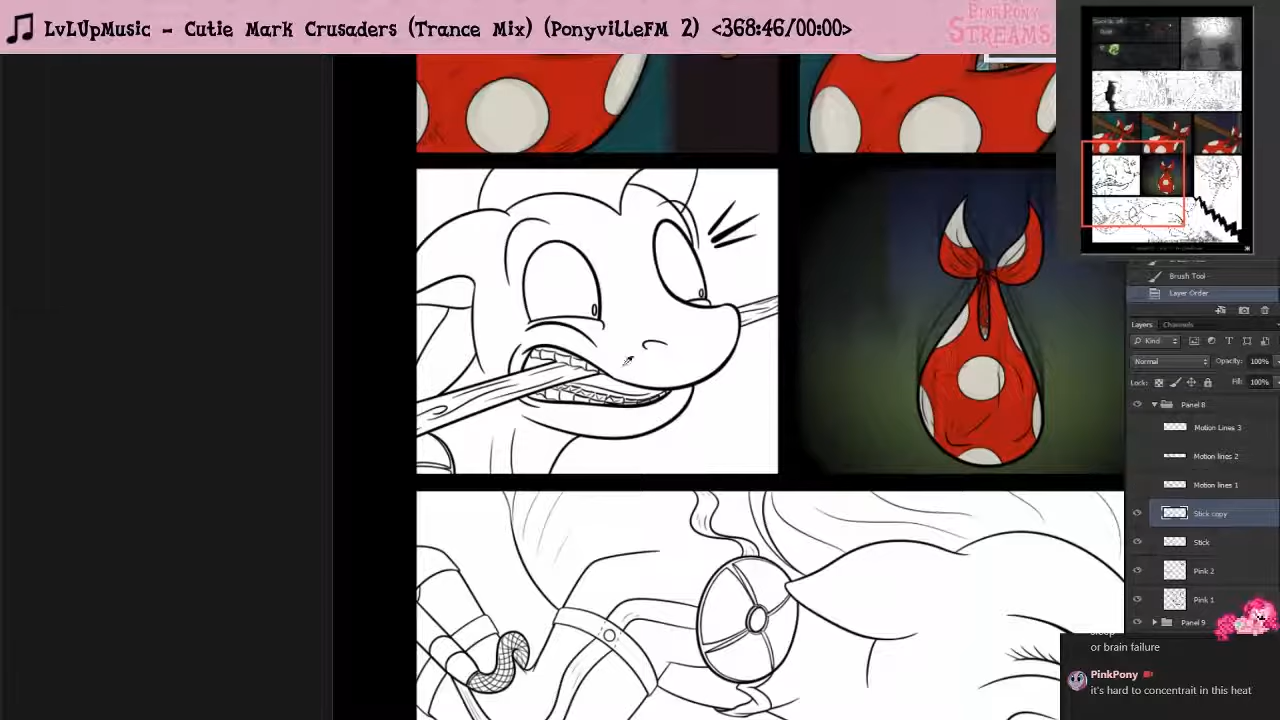 LvLUpMusic - Cutie Mark Crusaders (Trance Mix) (PonyvilleFM 2) <368:46/00:00>
PINKPONY
STREAMS
Brush Tool
Layer Order
Layers Channels
Kind
Normal Opacity: 100%
Lock: Fill: 100%
Panel 8
Motion Lines 3
Motion lines 2
Motion lines 1
Stick copy
Stick
Pink 2
Pink 1
Panel 9
or brain failure
PinkPony
it's hard to concentrait in this heat